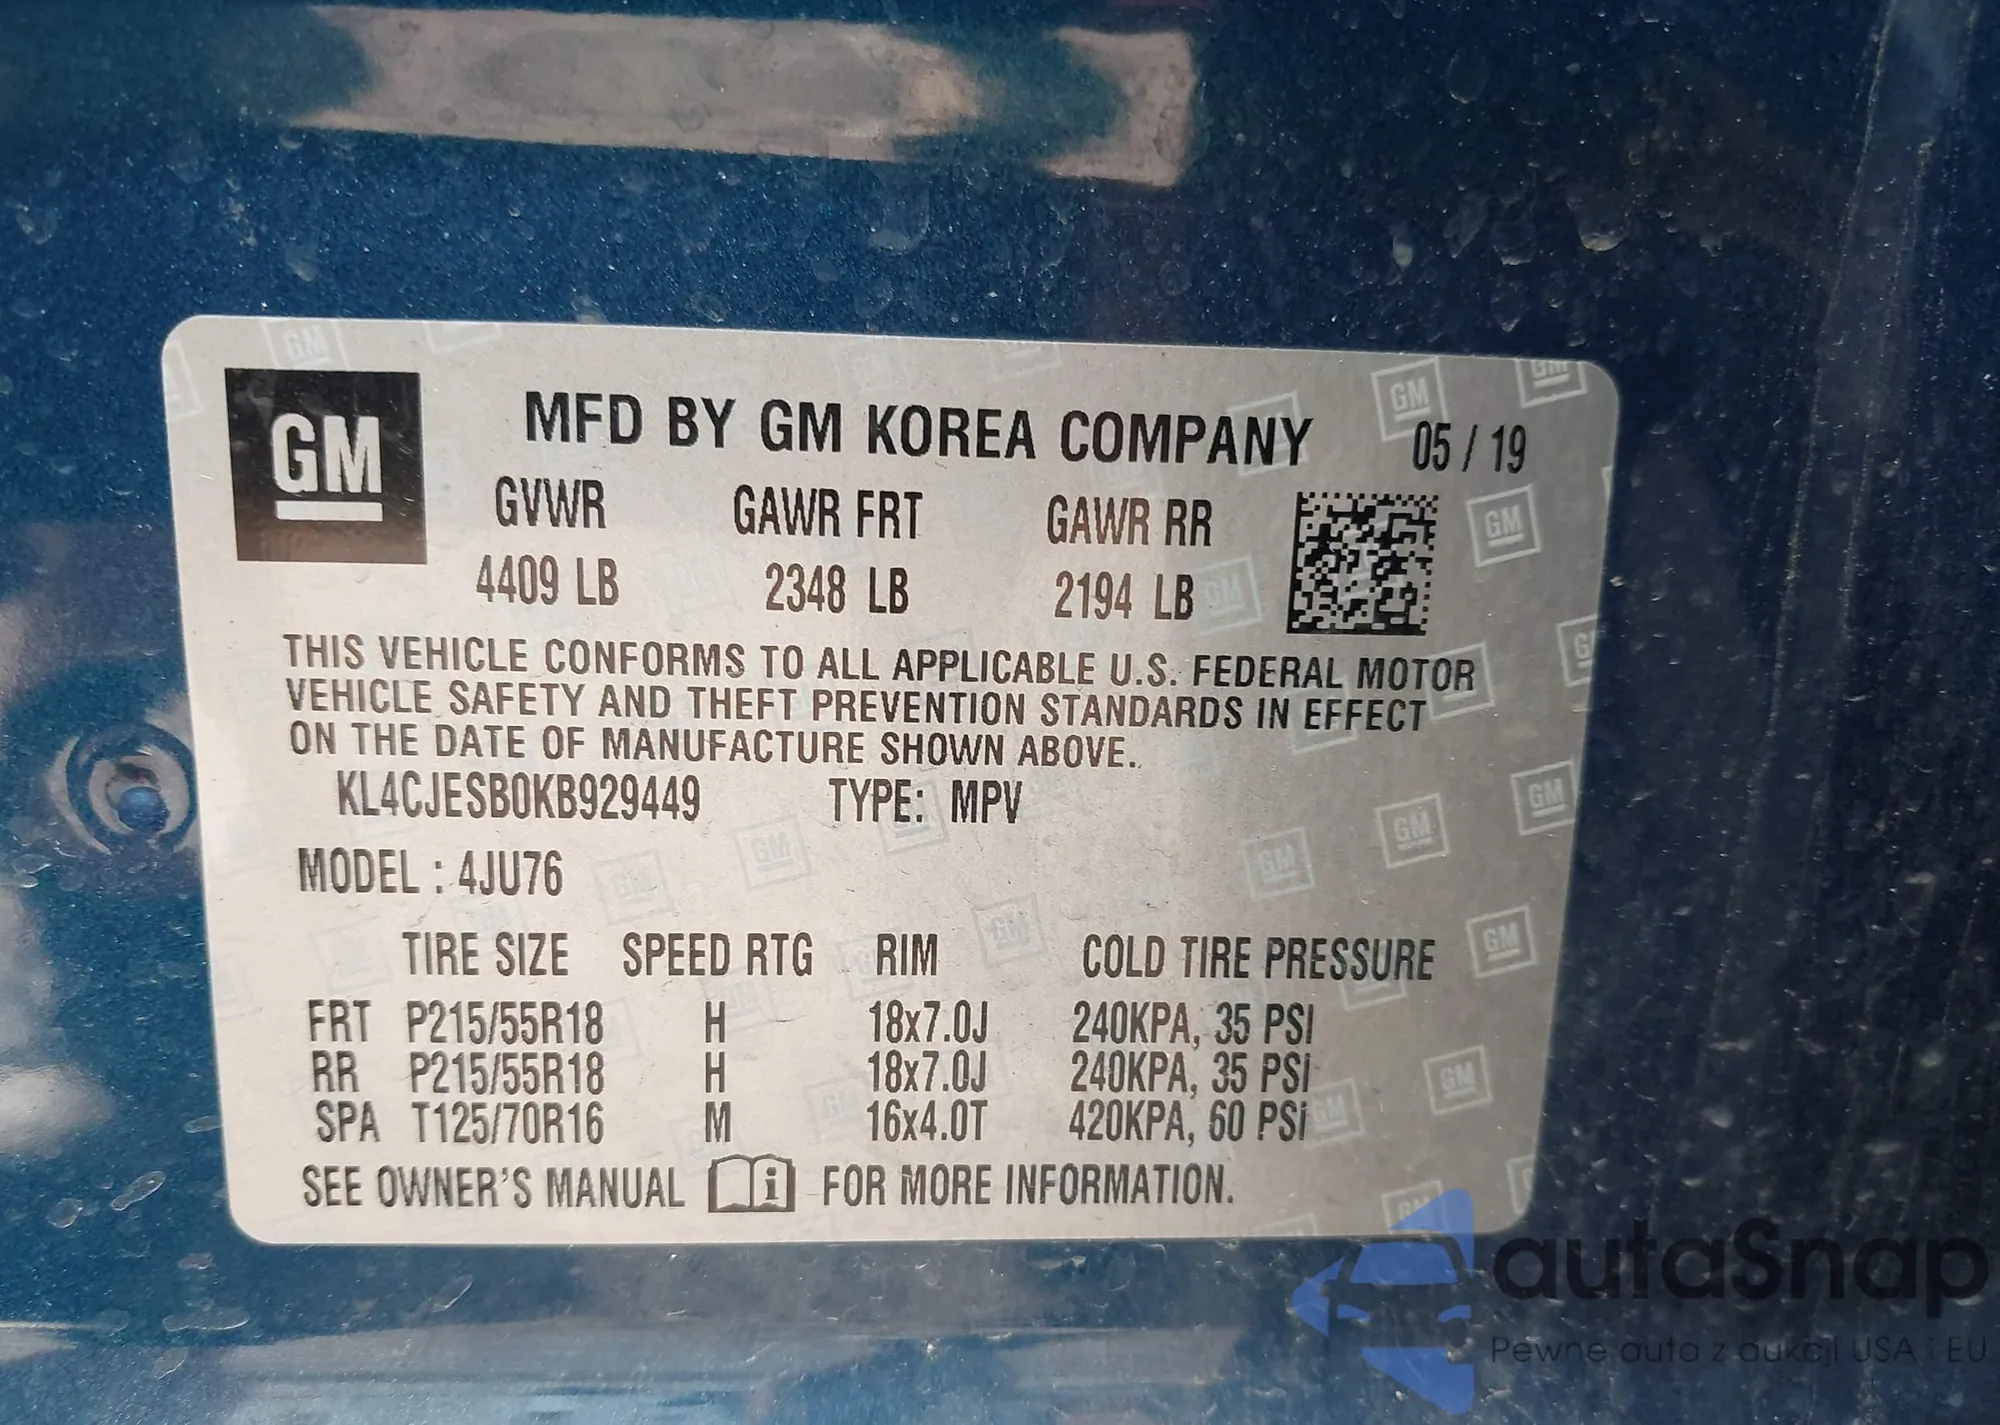 GM
MFD BY GM KOREA COMPANY 05 / 19
GVWR GAWR FRT GAWR RR
4409 LB 2348 LB 2194 LB
THIS VEHICLE CONFORMS TO ALL APPLICABLE U.S. FEDERAL MOTOR
VEHICLE SAFETY AND THEFT PREVENTION STANDARDS IN EFFECT
ON THE DATE OF MANUFACTURE SHOWN ABOVE.
KL4CJESB0KB929449 TYPE: MPV
MODEL : 4JU76
TIRE SIZE SPEED RTG RIM COLD TIRE PRESSURE
FRT P215/55R18 H 18x7.0J 240KPA, 35 PSI
RR P215/55R18 H 18x7.0J 240KPA, 35 PSI
SPA T125/70R16 M 16x4.0T 420KPA, 60 PSI
SEE OWNER'S MANUAL i FOR MORE INFORMATION.
autaSnap
Pewne auta z aukcji USA i EU